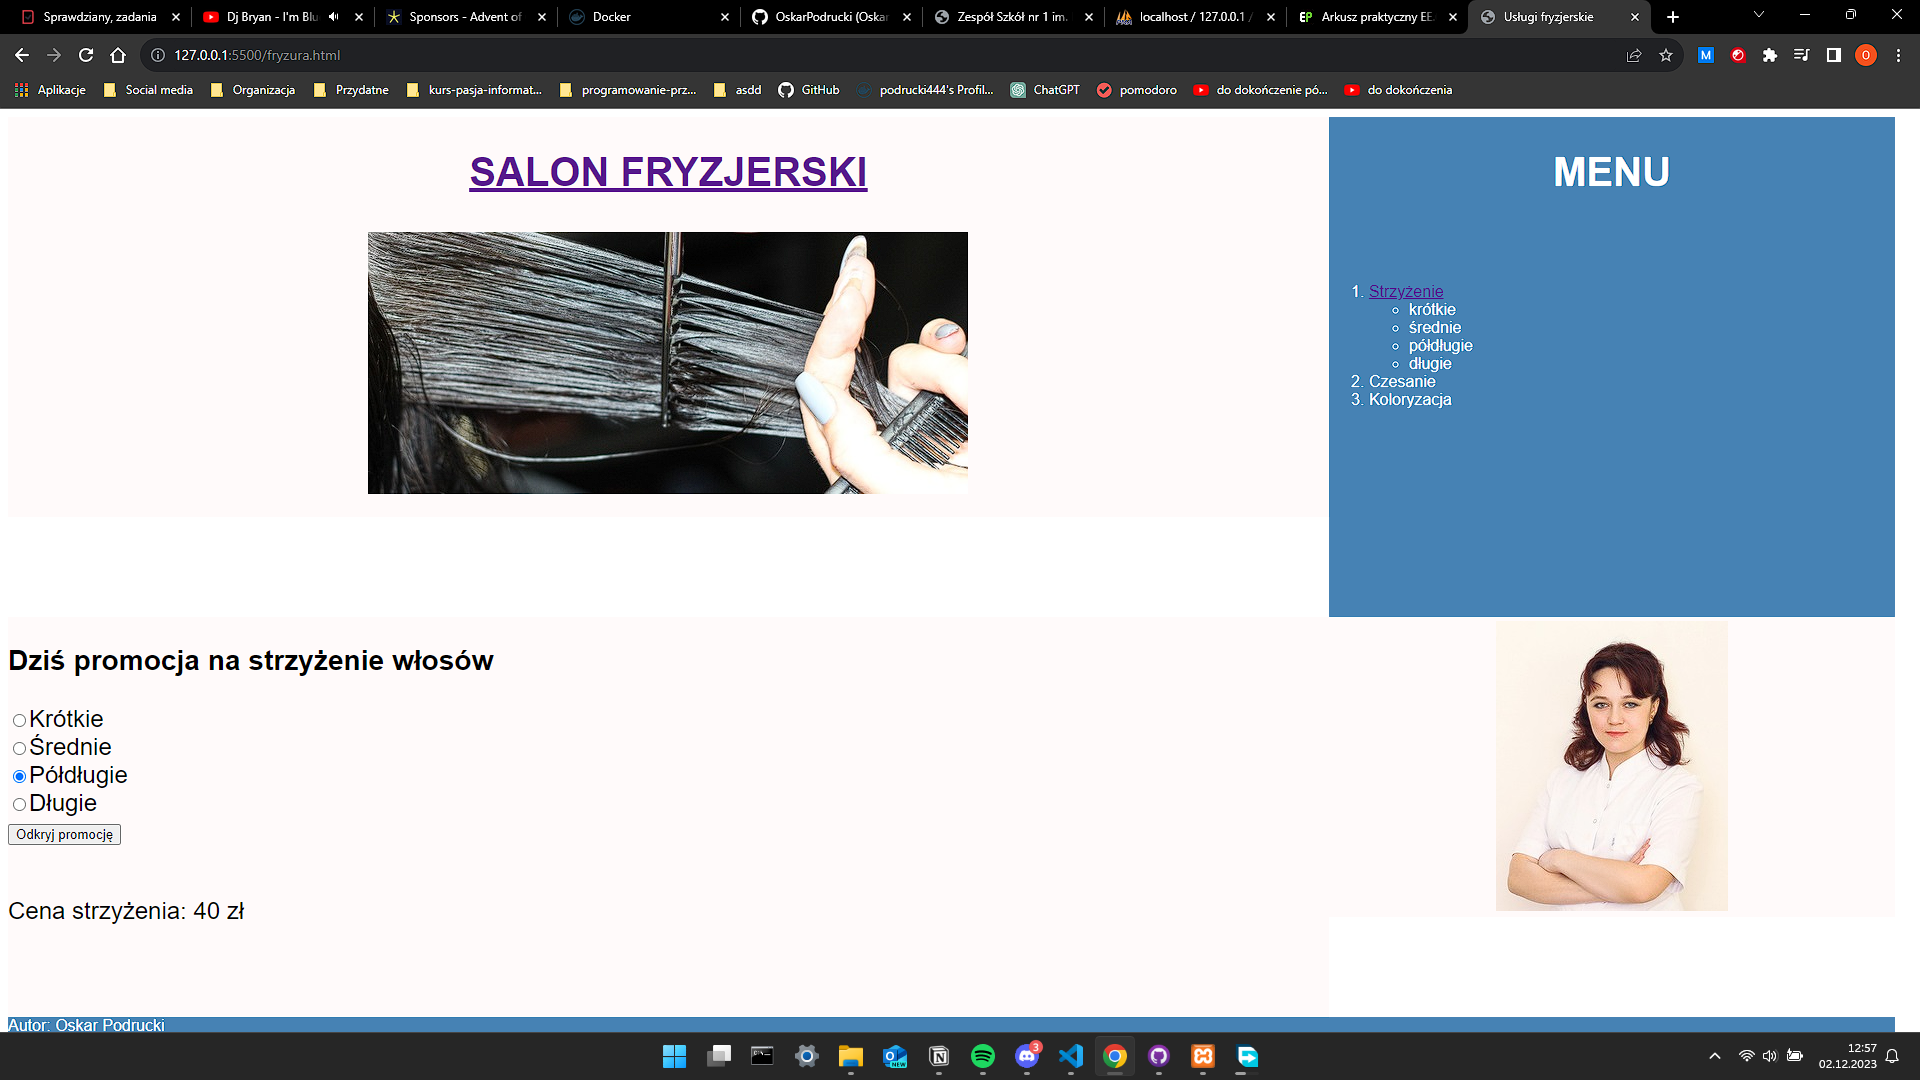 Sprawdziany, zadania
Dj Bryan - I'm Blu
Sponsors - Advent of
Docker
OskarPodrucki (Oskar
Zespół Szkół nr 1 im.
localhost / 127.0.0.1 /
Arkusz praktyczny EE
Usługi fryzjerskie
127.0.0.1:5500/fryzura.html
Aplikacje
Social media
Organizacja
Przydatne
kurs-pasja-informat...
programowanie-prz...
asdd
GitHub
podrucki444's Profil...
ChatGPT
pomodoro
do dokończenie pó...
do dokończenia
SALON FRYZJERSKI
MENU
1. Strzyżenie
krótkie
średnie
półdługie
długie
2. Czesanie
3. Koloryzacja
Dziś promocja na strzyżenie włosów
Krótkie
Średnie
Półdługie
Długie
Odkryj promocję
Cena strzyżenia: 40 zł
Autor: Oskar Podrucki
12:57
02.12.2023